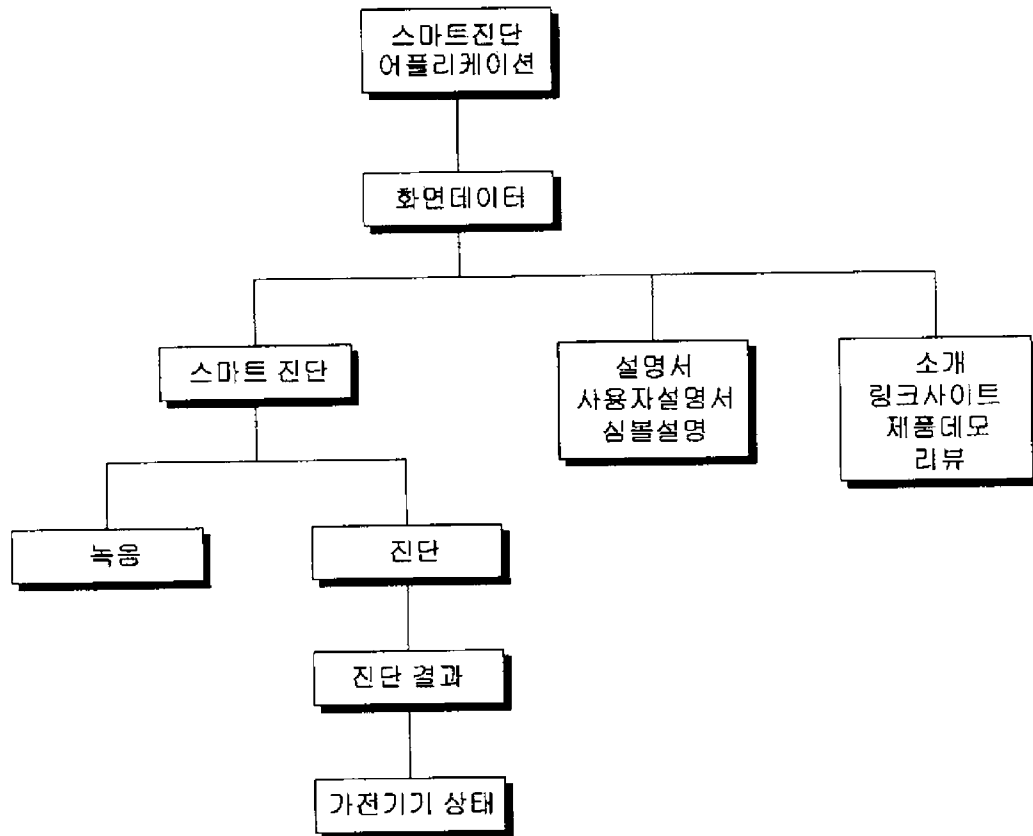 스마트진단
어플리케이션
화면데이터
스마트 진단
설명서
사용자설명서
심볼설명
소개
링크사이트
제품데모
리뷰
녹음
진단
진단 결과
가전기기 상태